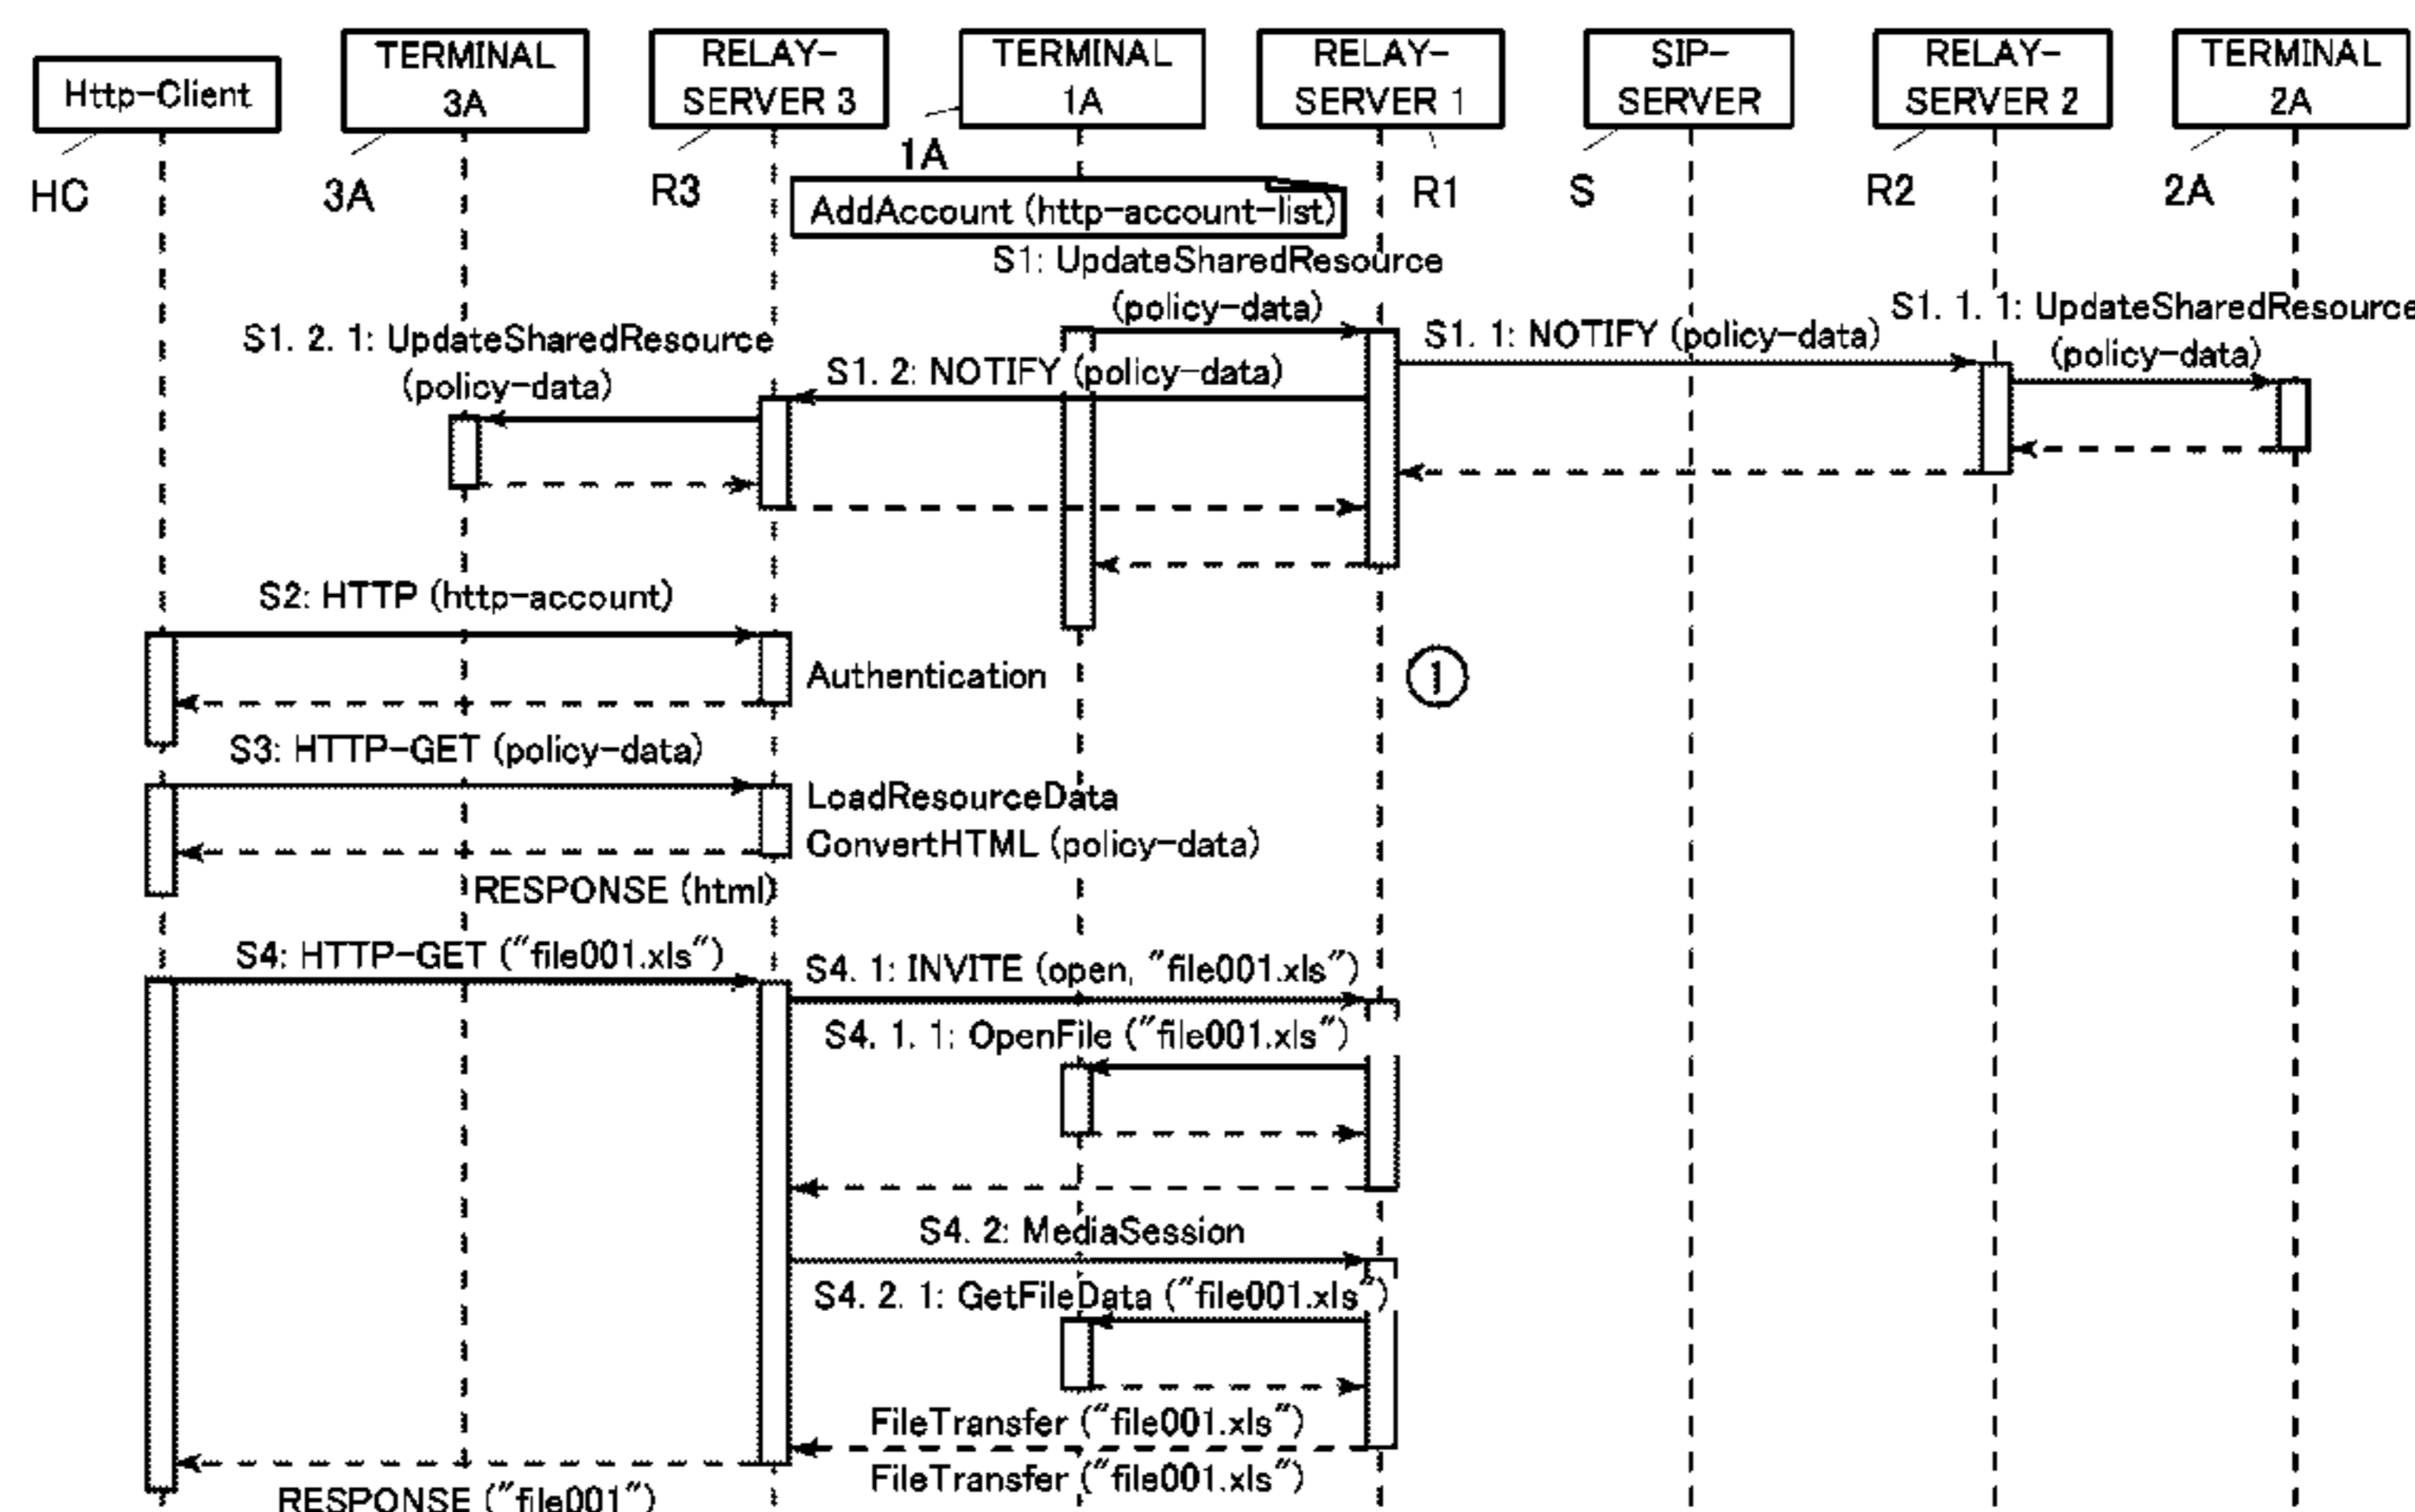 Http-Client
TERMINAL
3A
RELAY-
SERVER 3
TERMINAL
1A
RELAY-
SERVER 1
SIP-
SERVER
RELAY-
SERVER 2
TERMINAL
2A
HC
3A
R3
1A
R1
S
R2
2A
AddAccount (http-account-list)
S1: UpdateSharedResource
(policy-data)
S1. 1: NOTIFY (policy-data)
S1. 1. 1: UpdateSharedResource
(policy-data)
S1. 2: NOTIFY (policy-data)
S1. 2. 1: UpdateSharedResource
(policy-data)
S2: HTTP (http-account)
Authentication
①
S3: HTTP-GET (policy-data)
LoadResourceData
ConvertHTML (policy-data)
RESPONSE (html)
S4: HTTP-GET ("file001.xls")
S4. 1: INVITE (open, "file001.xls")
S4. 1. 1: OpenFile ("file001.xls")
S4. 2: MediaSession
S4. 2. 1: GetFileData ("file001.xls")
FileTransfer ("file001.xls")
FileTransfer ("file001.xls")
RESPONSE ("file001")